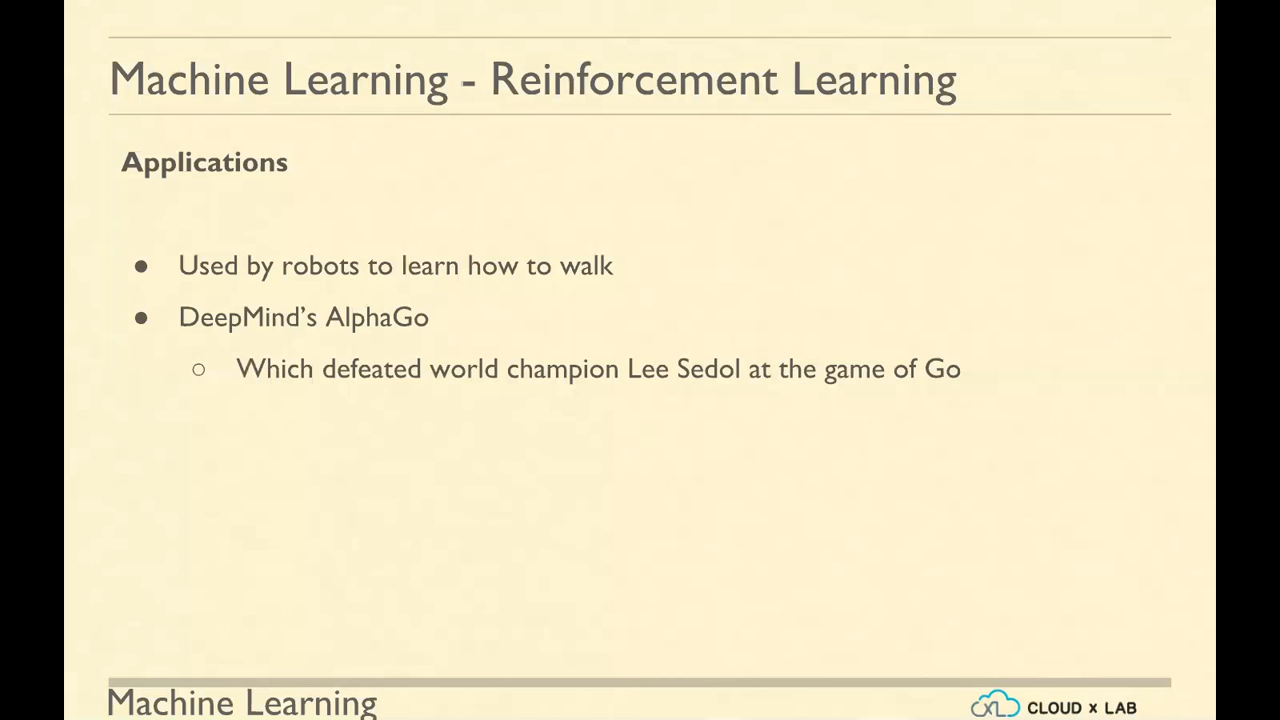 Machine Learning - Reinforcement Learning
Applications
● Used by robots to learn how to walk
● DeepMind’s AlphaGo
○ Which defeated world champion Lee Sedol at the game of Go
Machine Learning
CLOUD x LAB